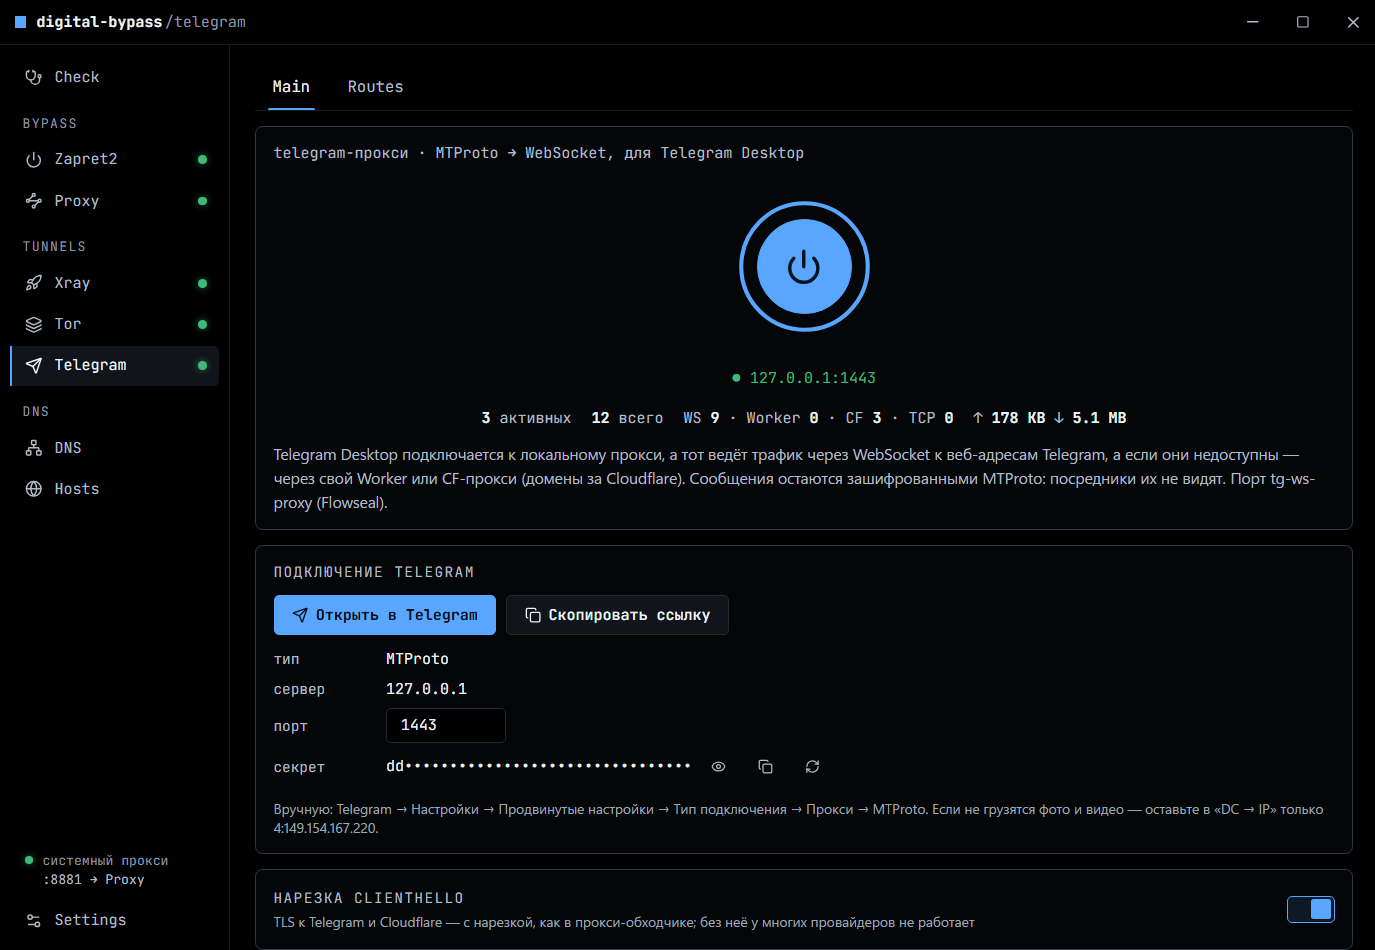 digital-bypass/telegram
Check
BYPASS
Zapret2
Proxy
TUNNELS
Xray
Tor
Telegram
DNS
DNS
Hosts
системный прокси
:8881 → Proxy
Settings
Main Routes
telegram-прокси · MTProto → WebSocket, для Telegram Desktop
127.0.0.1:1443
3 активных 12 всего WS 9 · Worker 0 · CF 3 · TCP 0 ↑ 178 KB ↓ 5.1 MB
Telegram Desktop подключается к локальному прокси, а тот ведёт трафик через WebSocket к веб-адресам Telegram, а если они недоступны —
через свой Worker или CF-прокси (домены за Cloudflare). Сообщения остаются зашифрованными MTProto: посредники их не видят. Порт tg-ws-
proxy (Flowseal).
ПОДКЛЮЧЕНИЕ TELEGRAM
Открыть в Telegram Скопировать ссылку
тип MTProto
сервер 127.0.0.1
порт 1443
секрет dd••••••••••••••••••••••••••••••••
Вручную: Telegram → Настройки → Продвинутые настройки → Тип подключения → Прокси → MTProto. Если не грузятся фото и видео — оставьте в «DC → IP» только
4:149.154.167.220.
НАРЕЗКА CLIENTHELLO
TLS к Telegram и Cloudflare — с нарезкой, как в прокси-обходчике; без неё у многих провайдеров не работает